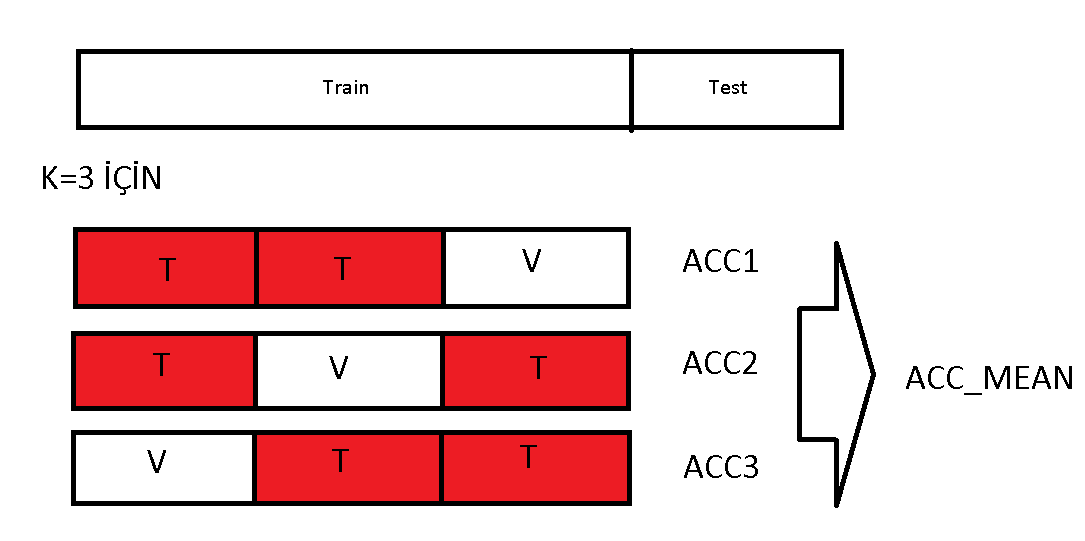 Train Test
K=3 İÇİN
T T V ACC1
T V T ACC2
ACC_MEAN
V T T ACC3